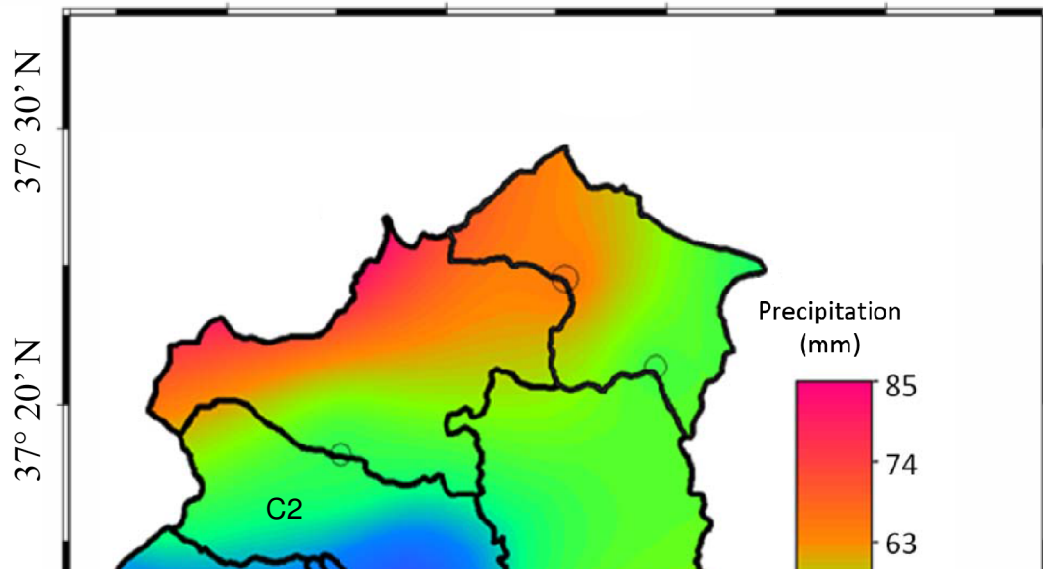 37° 30’ N
Precipitation
(mm)
85
37° 20’ N
74
C2
63